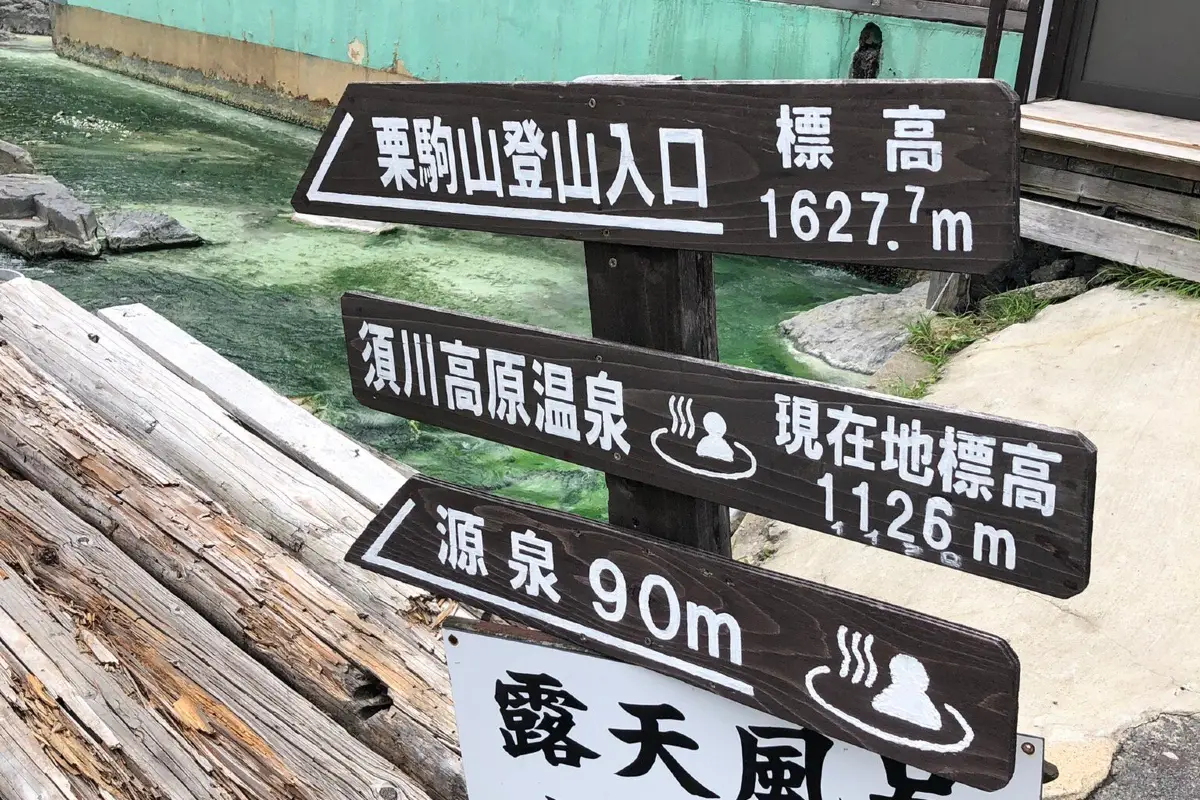 栗駒山登山入口 標高
1627.7m
須川高原温泉 現在地標高
1126m
源泉 90m
露天風